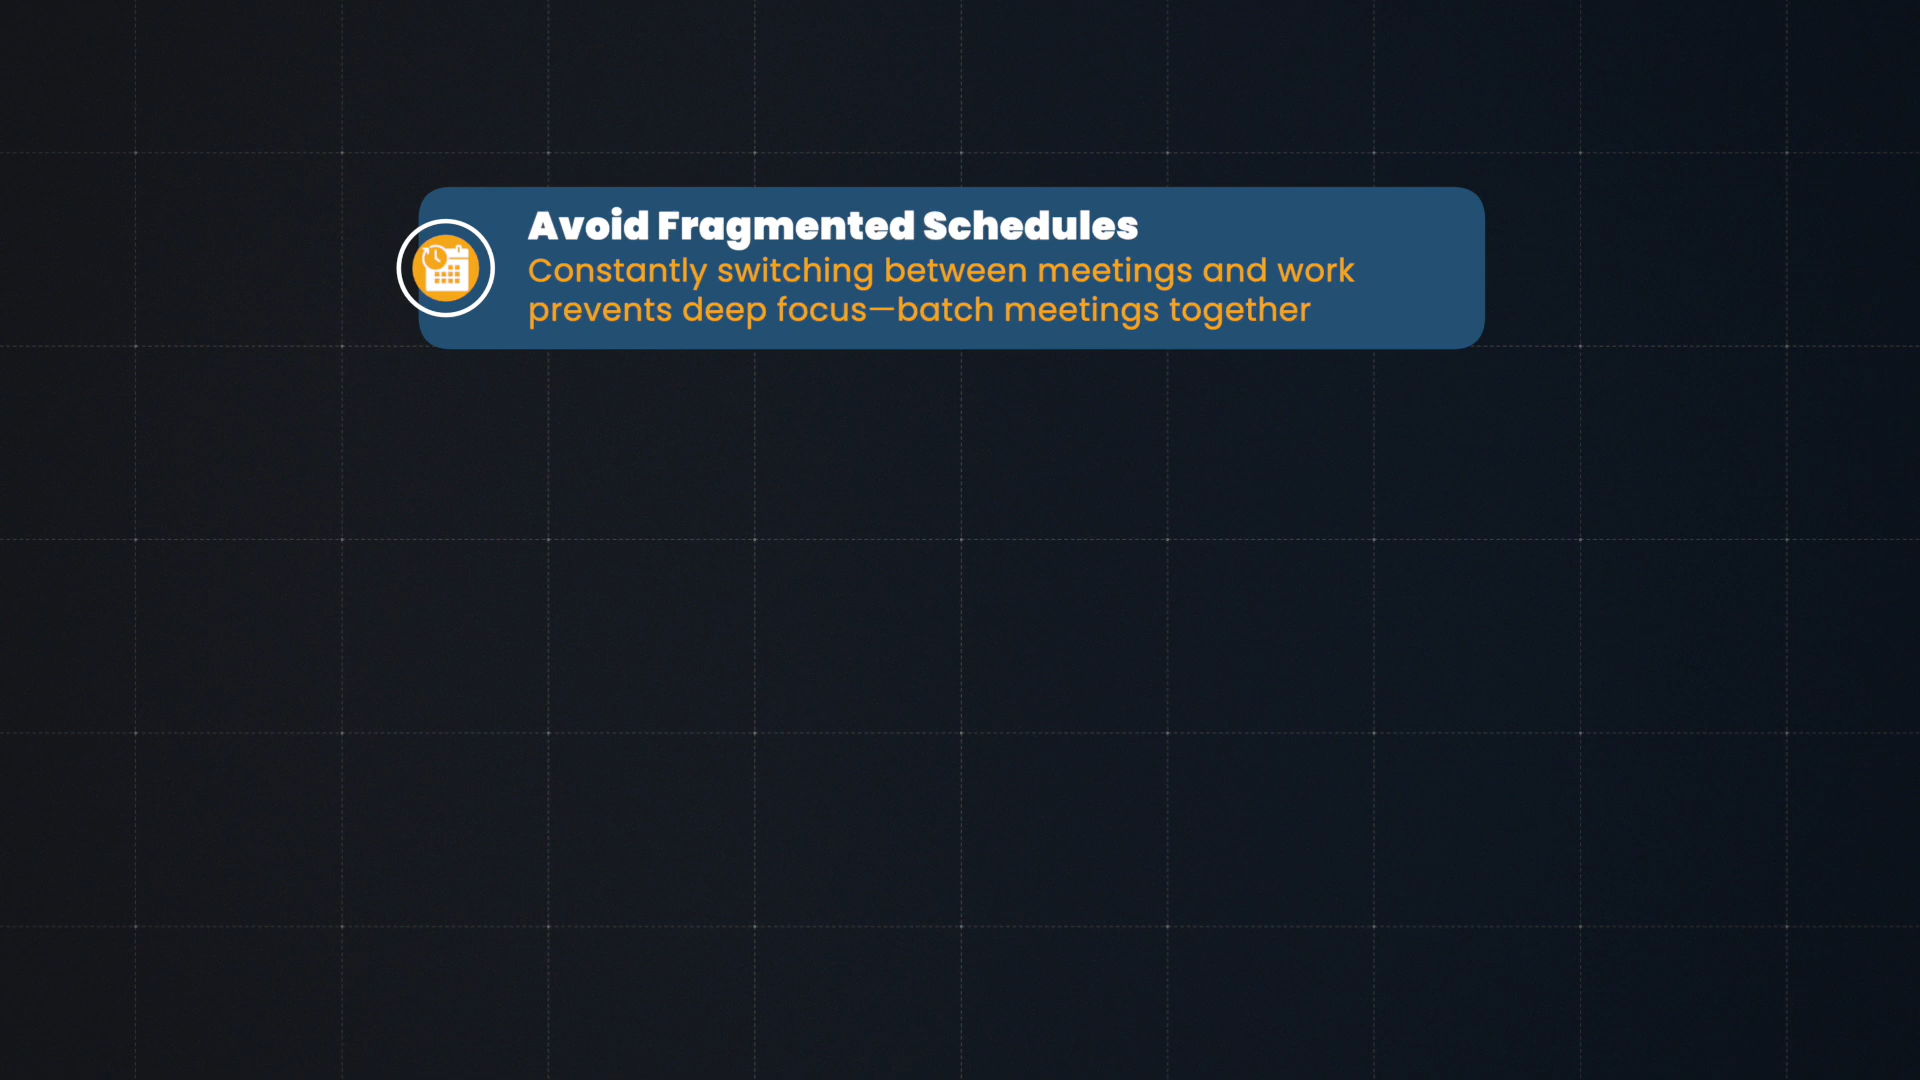 Avoid Fragmented Schedules
Constantly switching between meetings and work
prevents deep focus—batch meetings together